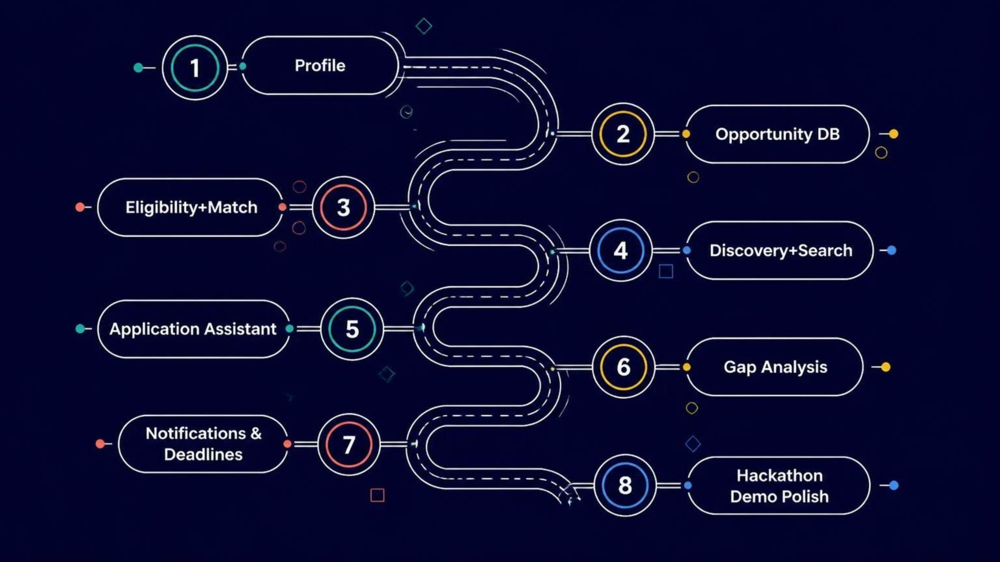 1
Profile
2
Opportunity DB
3
Eligibility+Match
4
Discovery+Search
5
Application Assistant
6
Gap Analysis
7
Notifications &
Deadlines
8
Hackathon
Demo Polish